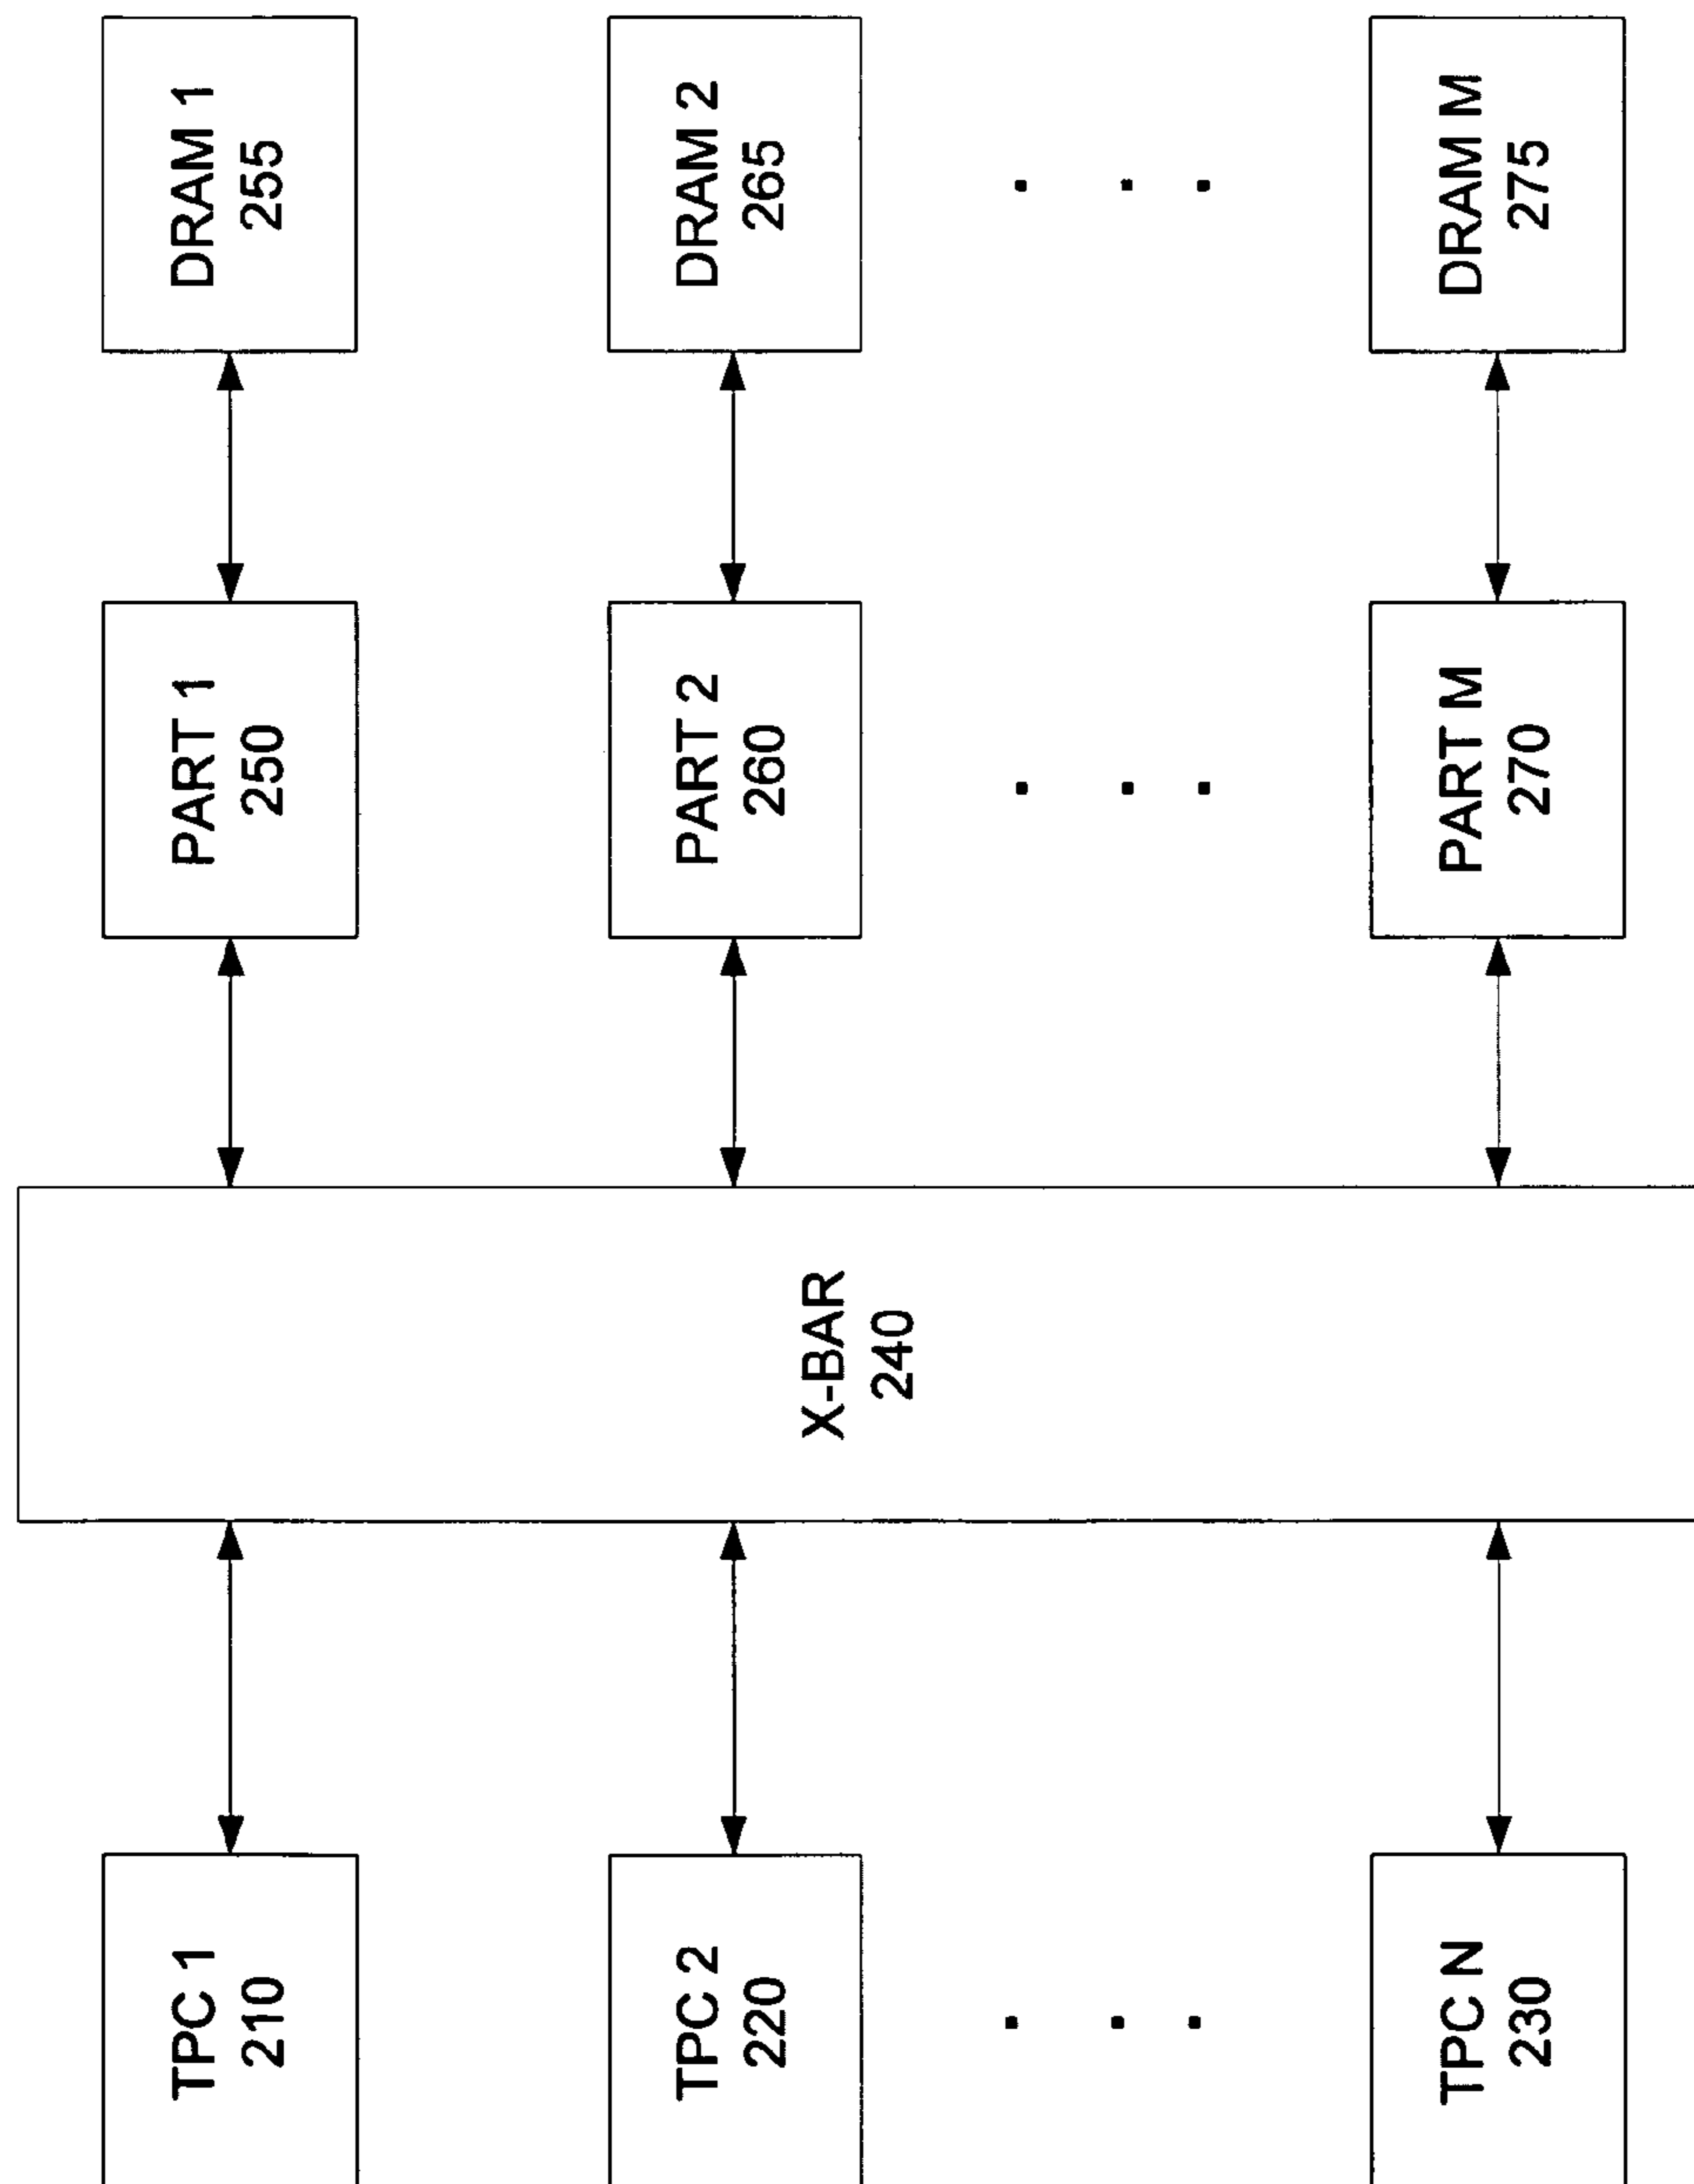 DRAM 1
255
DRAM 2
265
DRAM M
275
PART 1
250
PART 2
260
PART M
270
X-BAR
240
TPC 1
210
TPC 2
220
TPC N
230